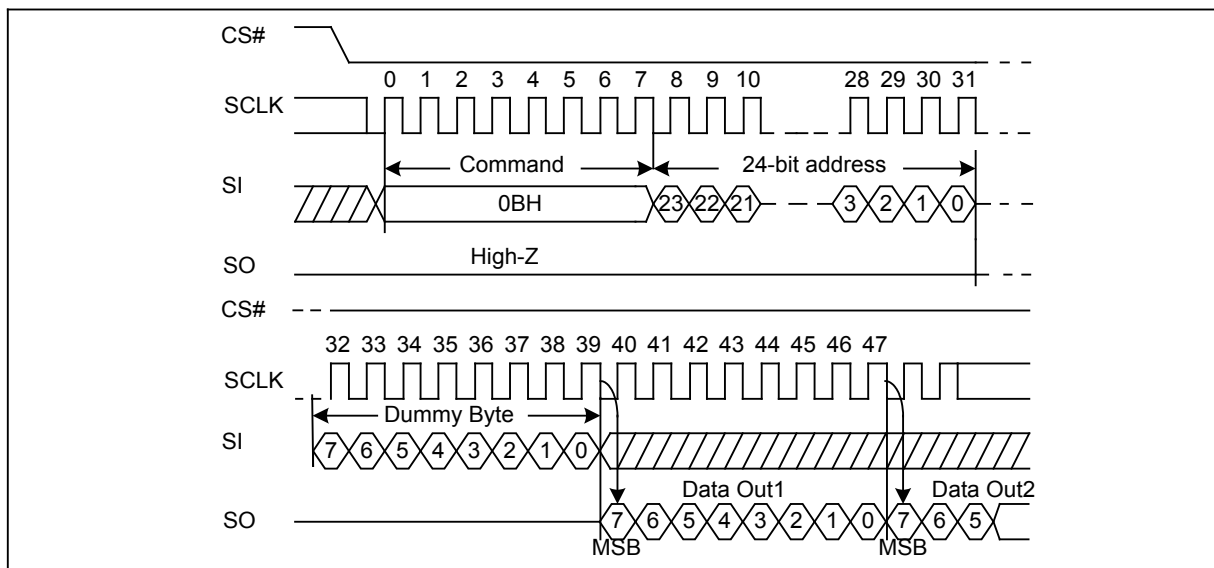 CS#
0 1 2 3 4 5 6 7 8 9 10 28 29 30 31
SCLK
Command 24-bit address
SI
0BH 23 22 21 3 2 1 0
High-Z
SO
CS#
32 33 34 35 36 37 38 39 40 41 42 43 44 45 46 47
SCLK
Dummy Byte
SI
7 6 5 4 3 2 1 0
Data Out1 Data Out2
SO
7 6 5 4 3 2 1 0 7 6 5
MSB MSB